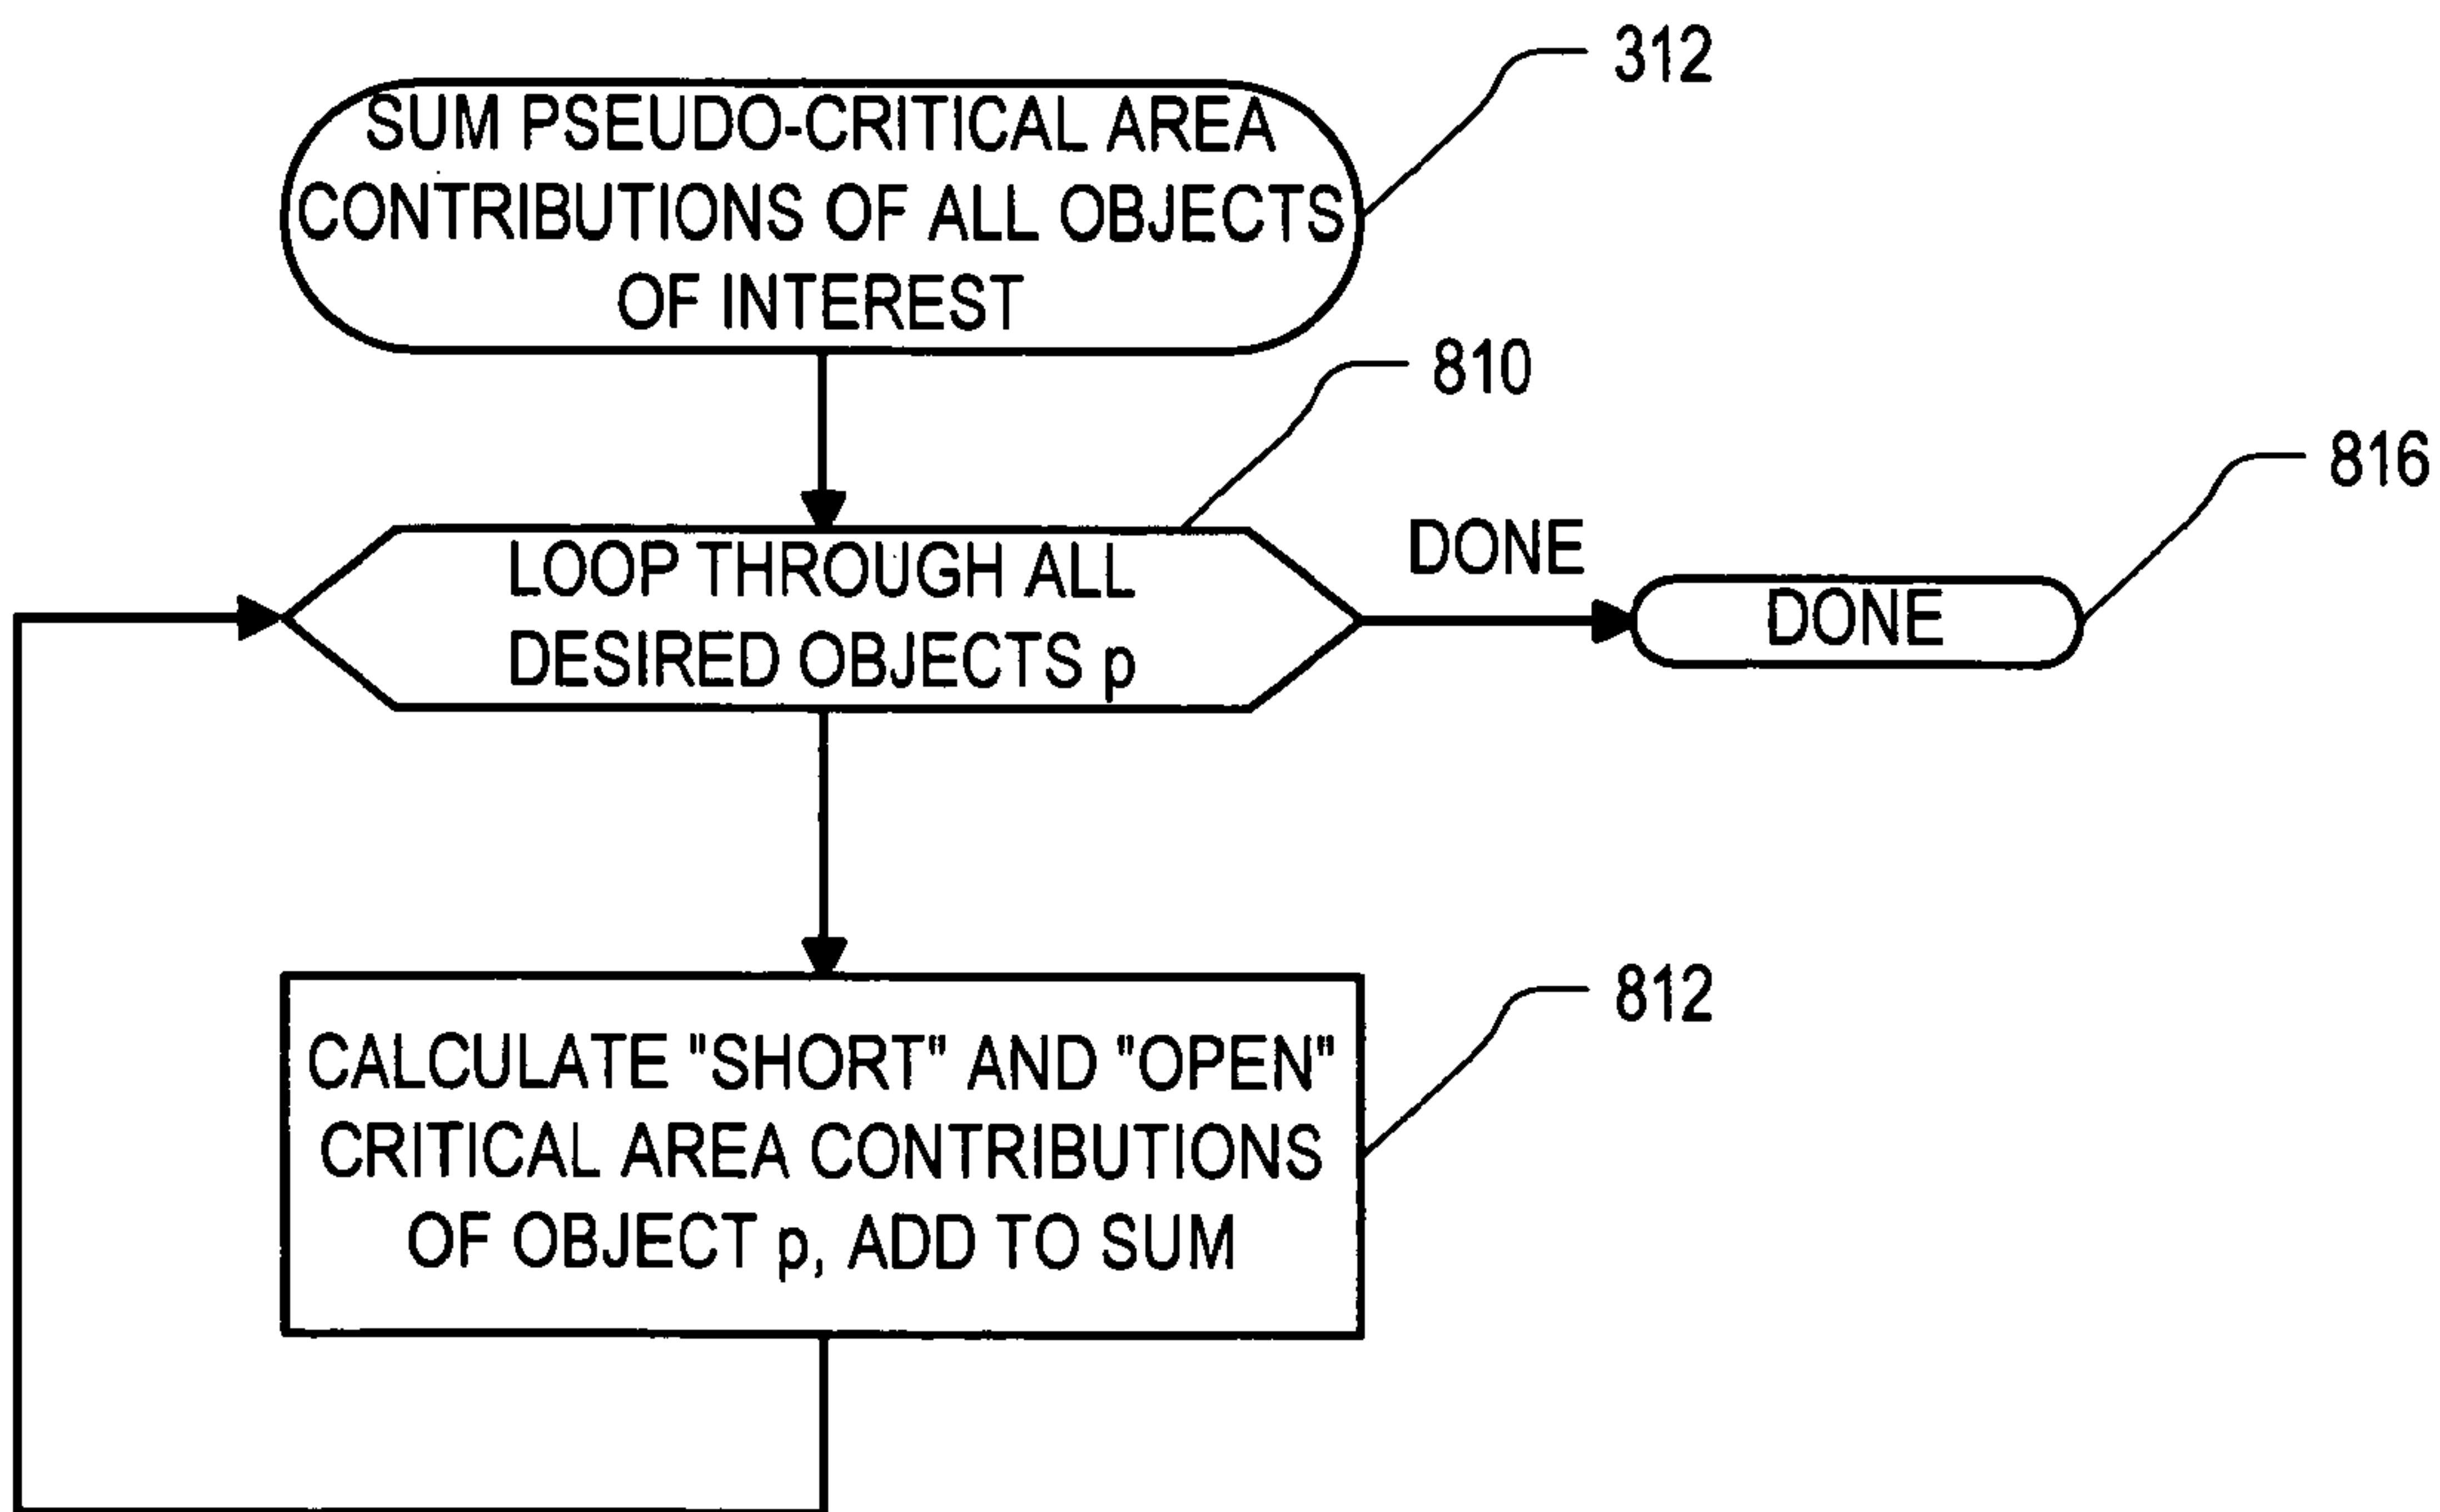 312
SUM PSEUDO-CRITICAL AREA
CONTRIBUTIONS OF ALL OBJECTS
OF INTEREST
810
816
DONE
LOOP THROUGH ALL
DESIRED OBJECTS p
DONE
812
CALCULATE "SHORT" AND "OPEN"
CRITICAL AREA CONTRIBUTIONS
OF OBJECT p, ADD TO SUM